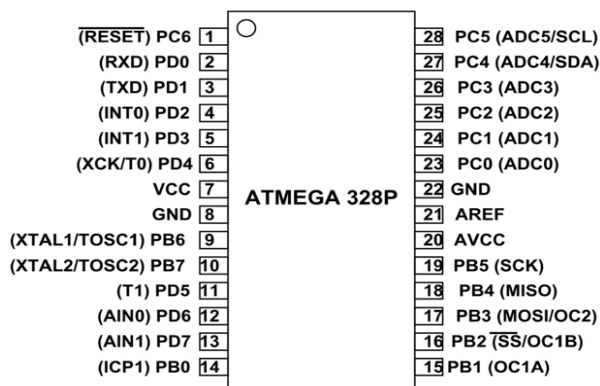 (RESET) PC6 1 28 PC5 (ADC5/SCL)
(RXD) PD0 2 27 PC4 (ADC4/SDA)
(TXD) PD1 3 26 PC3 (ADC3)
(INT0) PD2 4 25 PC2 (ADC2)
(INT1) PD3 5 24 PC1 (ADC1)
(XCK/T0) PD4 6 23 PC0 (ADC0)
VCC 7 22 GND
ATMEGA 328P
GND 8 21 AREF
(XTAL1/TOSC1) PB6 9 20 AVCC
(XTAL2/TOSC2) PB7 10 19 PB5 (SCK)
(T1) PD5 11 18 PB4 (MISO)
(AIN0) PD6 12 17 PB3 (MOSI/OC2)
(AIN1) PD7 13 16 PB2 (SS/OC1B)
(ICP1) PB0 14 15 PB1 (OC1A)